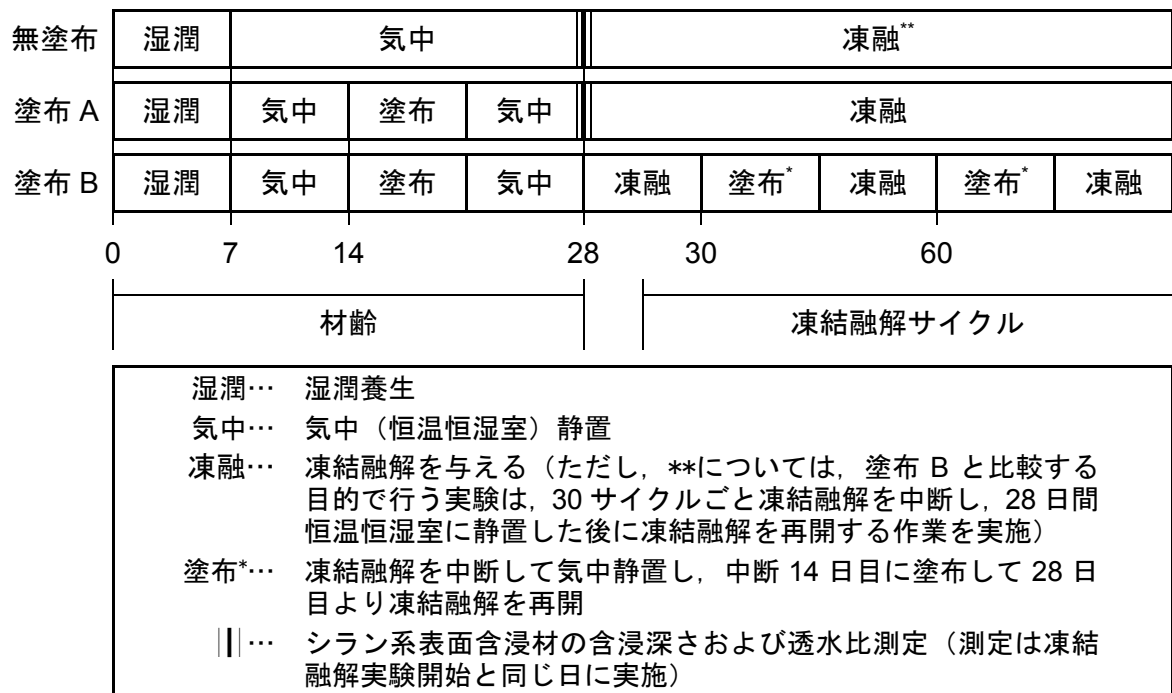 無塗布 湿潤 気中 凍融**
塗布 A 湿潤 気中 塗布 気中 凍融
塗布 B 湿潤 気中 塗布 気中 凍融 塗布* 凍融 塗布* 凍融
0 7 14 28 30 60
材齢 凍結融解サイクル
湿潤… 湿潤養生
気中… 気中（恒温恒湿室）静置
凍融… 凍結融解を与える（ただし，**については，塗布 B と比較する
目的で行う実験は，30 サイクルごと凍結融解を中断し，28 日間
恒温恒湿室に静置した後に凍結融解を再開する作業を実施）
塗布*… 凍結融解を中断して気中静置し，中断 14 日目に塗布して 28 日
目より凍結融解を再開
… シラン系表面含浸材の含浸深さおよび透水比測定（測定は凍結
融解実験開始と同じ日に実施）